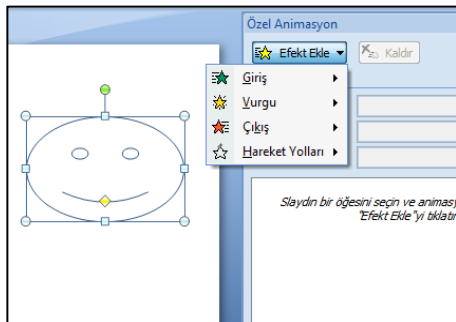 Özel Animasyon
Efekt Ekle
Kaldır
Giriş
Vurgu
Çıkış
Hareket Yolları
Slaydın bir öğesini seçin ve animasy
"Efekt Ekle"yi tıklatır